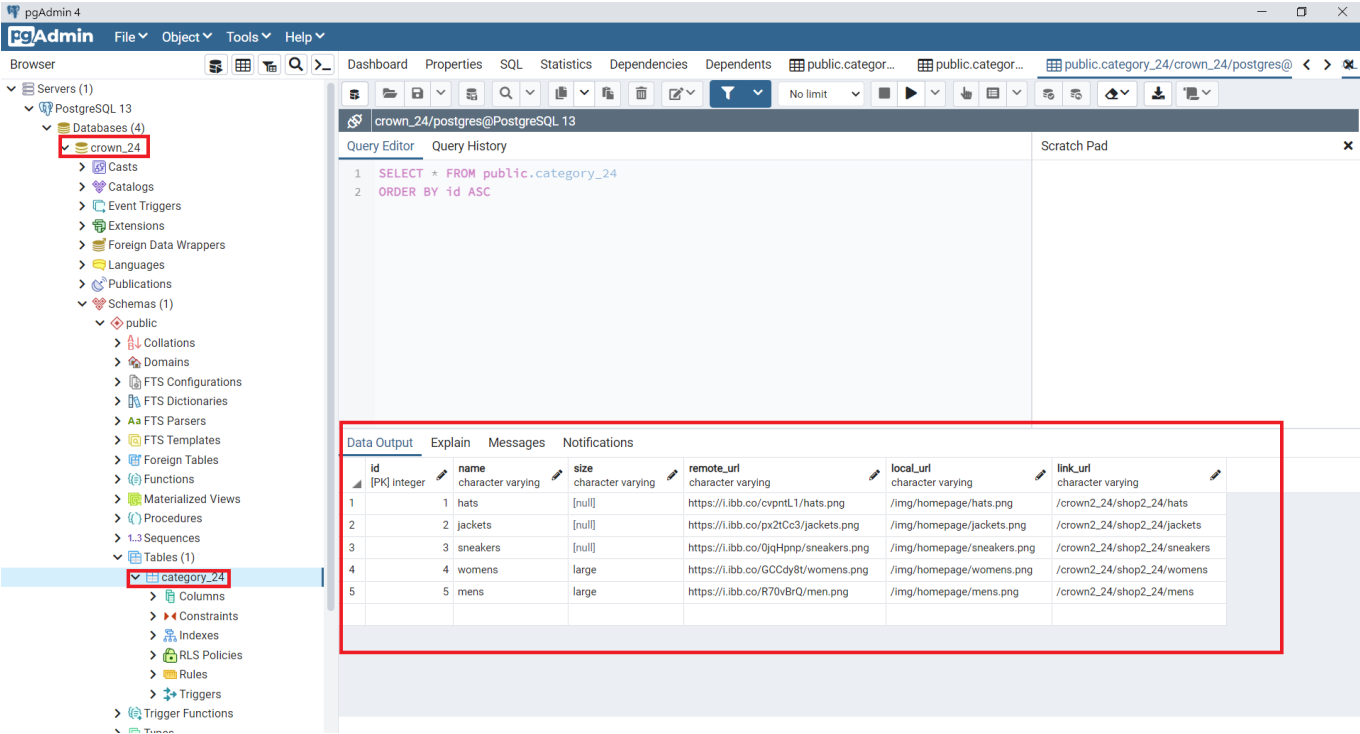 pgAdmin 4
pgAdmin File Object Tools Help
Browser
Servers (1)
PostgreSQL 13
Databases (4)
crown_24
Casts
Catalogs
Event Triggers
Extensions
Foreign Data Wrappers
Languages
Publications
Schemas (1)
public
Collations
Domains
FTS Configurations
FTS Dictionaries
Aa FTS Parsers
FTS Templates
Foreign Tables
Functions
Materialized Views
Procedures
1..3 Sequences
Tables (1)
category_24
Columns
Constraints
Indexes
RLS Policies
Rules
Triggers
Trigger Functions
Types
Dashboard Properties SQL Statistics Dependencies Dependents public.categor... public.categor... public.category_24/crown_24/postgres@
No limit
crown_24/postgres@PostgreSQL 13
Query Editor Query History
Scratch Pad
1 SELECT * FROM public.category_24
2 ORDER BY id ASC
Data Output Explain Messages Notifications
id name size remote_url local_url link_url
[PK] integer character varying character varying character varying character varying character varying
1 1 hats [null] https://i.ibb.co/cvpntL1/hats.png /img/homepage/hats.png /crown2_24/shop2_24/hats
2 2 jackets [null] https://i.ibb.co/px2tCc3/jackets.png /img/homepage/jackets.png /crown2_24/shop2_24/jackets
3 3 sneakers [null] https://i.ibb.co/0jqHpnp/sneakers.png /img/homepage/sneakers.png /crown2_24/shop2_24/sneakers
4 4 womens large https://i.ibb.co/GCCdy8t/womens.png /img/homepage/womens.png /crown2_24/shop2_24/womens
5 5 mens large https://i.ibb.co/R70vBrQ/men.png /img/homepage/mens.png /crown2_24/shop2_24/mens